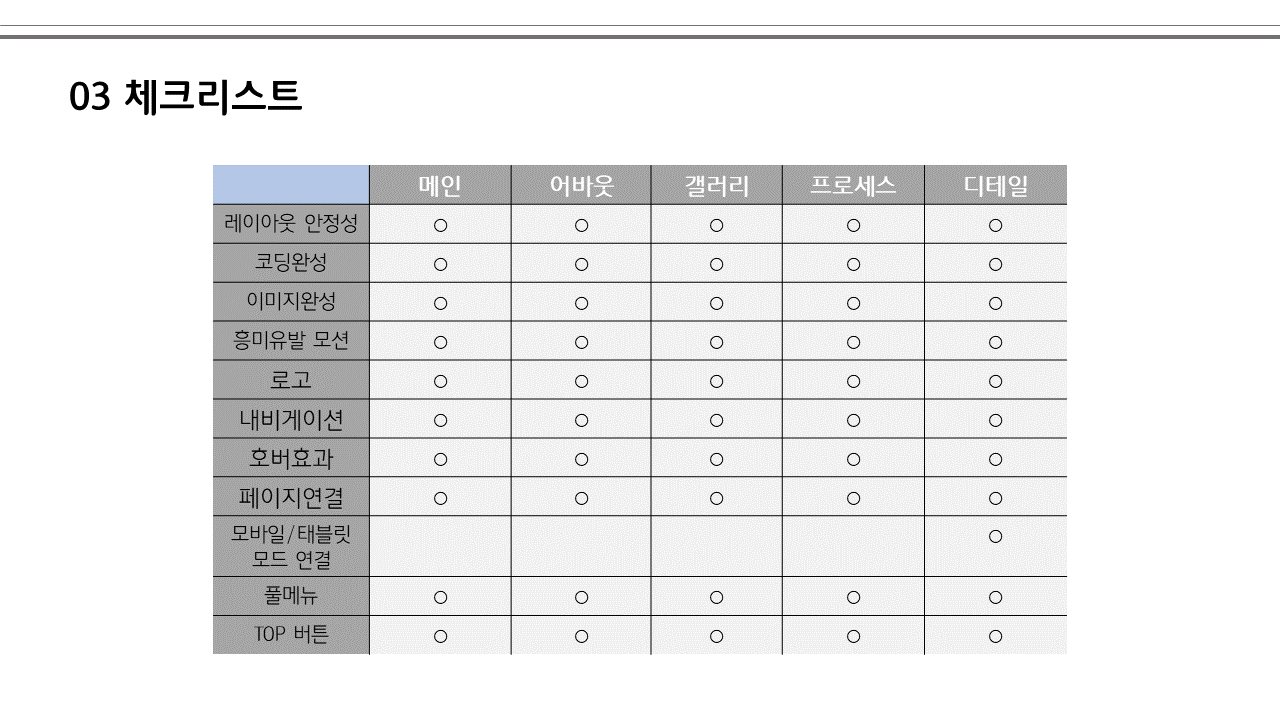 03 체크리스트
메인 어바웃 갤러리 프로세스 디테일
레이아웃 안정성 ○ ○ ○ ○ ○
코딩완성 ○ ○ ○ ○ ○
이미지완성 ○ ○ ○ ○ ○
흥미유발 모션 ○ ○ ○ ○ ○
로고 ○ ○ ○ ○ ○
내비게이션 ○ ○ ○ ○ ○
호버효과 ○ ○ ○ ○ ○
페이지연결 ○ ○ ○ ○ ○
모바일/태블릿 ○
모드 연결
풀메뉴 ○ ○ ○ ○ ○
TOP 버튼 ○ ○ ○ ○ ○